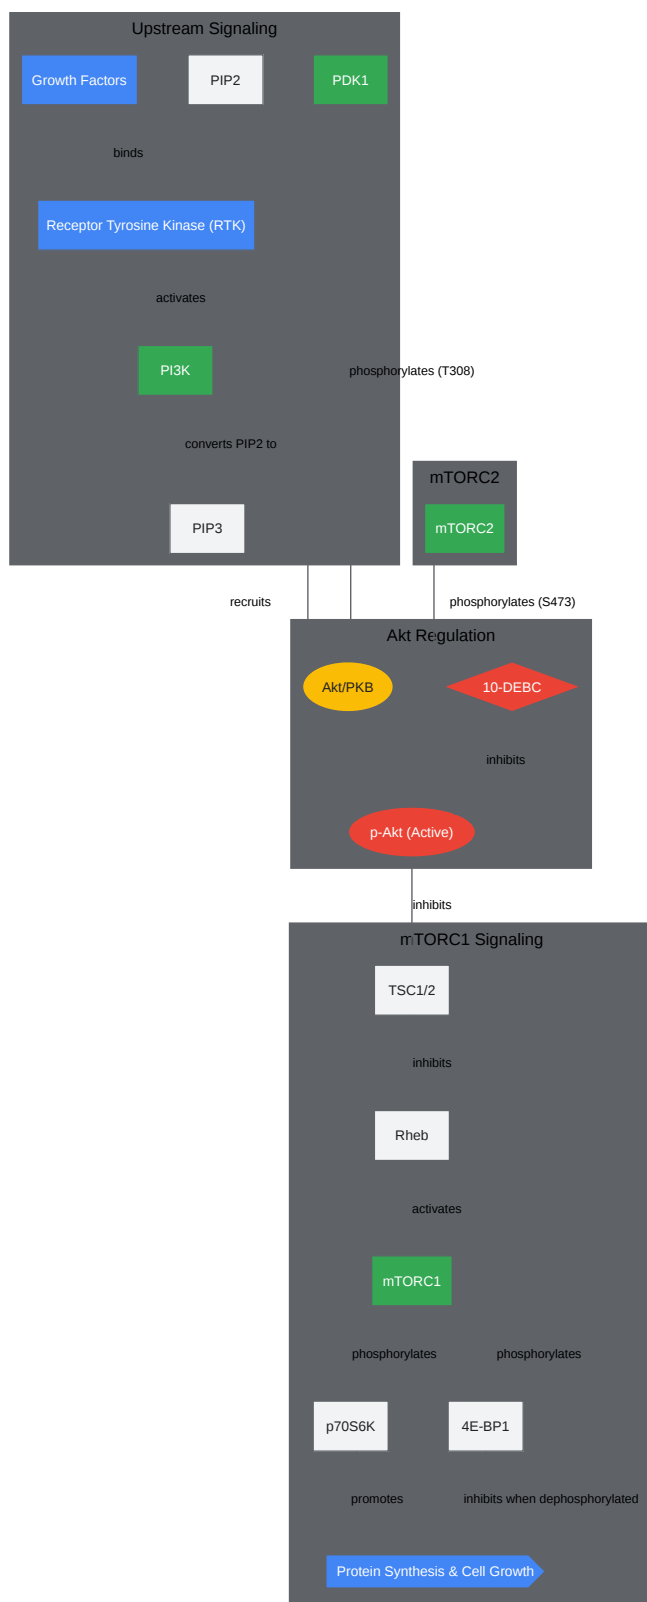 Upstream Signaling
Growth Factors
PIP2
PDK1
binds
Receptor Tyrosine Kinase (RTK)
activates
PI3K
phosphorylates (T308)
converts PIP2 to
mTORC2
PIP3
mTORC2
recruits
phosphorylates (S473)
Akt Regulation
Akt/PKB
10-DEBC
inhibits
p-Akt (Active)
inhibits
mTORC1 Signaling
TSC1/2
inhibits
Rheb
activates
mTORC1
phosphorylates
phosphorylates
p70S6K
4E-BP1
promotes
inhibits when dephosphorylated
Protein Synthesis & Cell Growth